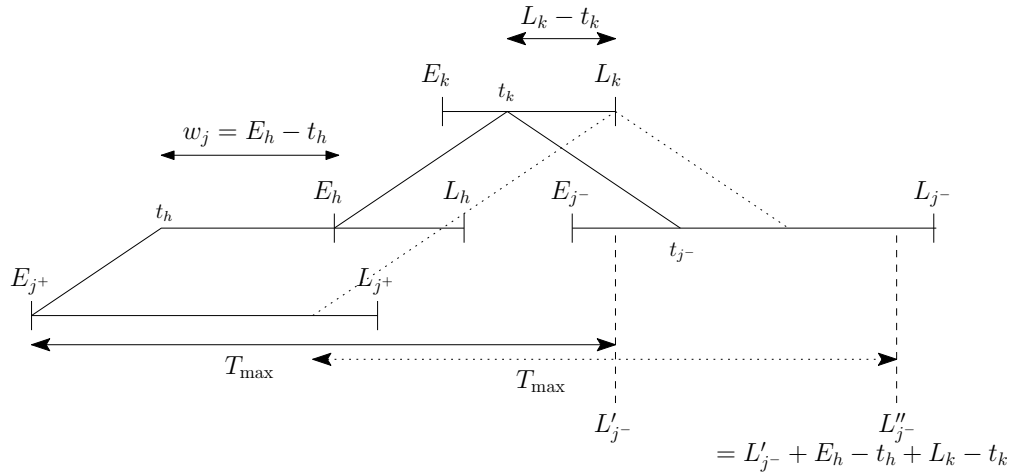 L_k − t_k
E_k
t_k
L_k
w_j = E_h − t_h
E_h
L_h
E_{j^-}
L_{j^-}
t_h
t_{j^-}
E_{j^+}
L_{j^+}
T_max
T_max
L'_{j^-}
L''_{j^-}
= L'_{j^-} + E_h − t_h + L_k − t_k